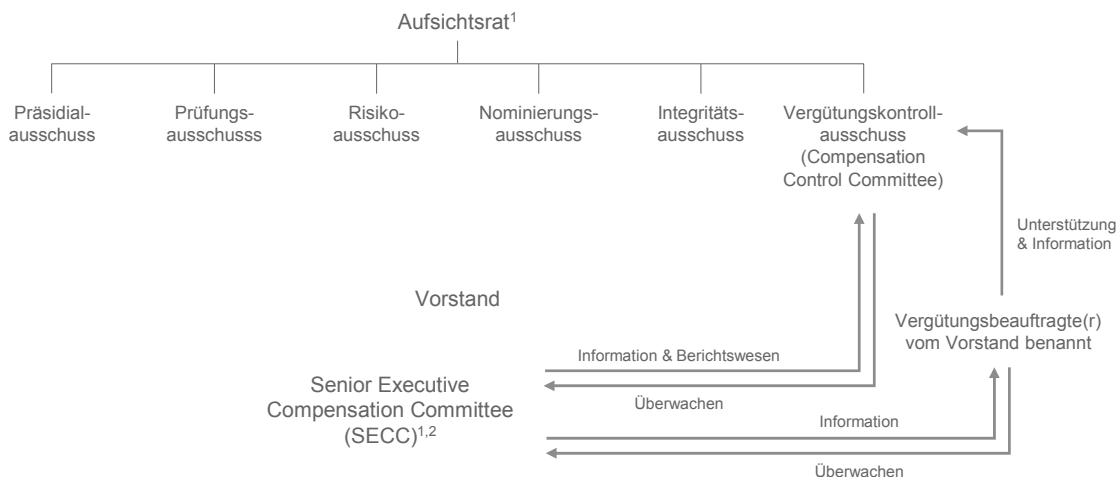 Aufsichtsrat¹
Präsidial-
ausschuss
Prüfungs-
ausschusss
Risiko-
ausschuss
Nominierungs-
ausschuss
Integritäts-
ausschuss
Vergütungskontroll-
ausschuss
(Compensation
Control Committee)
Unterstützung
& Information
Vorstand
Vergütungsbeauftragte(r)
vom Vorstand benannt
Information & Berichtswesen
Senior Executive
Compensation Committee
(SECC)¹,²
Überwachen
Information
Überwachen